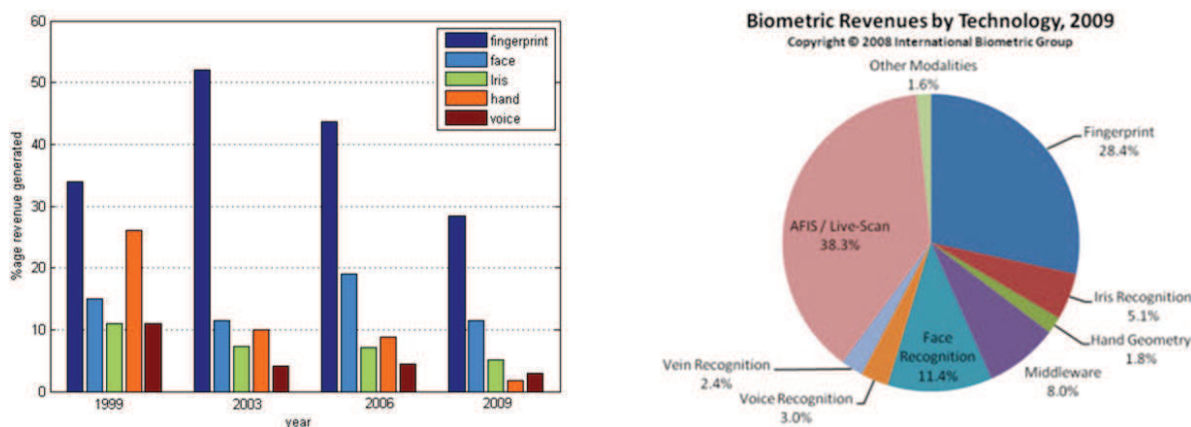 60
50
40
30
20
10
0
%age revenue generated
fingerprint
face
Iris
hand
voice
1999
2003
2006
2009
year
Biometric Revenues by Technology, 2009
Copyright © 2008 International Biometric Group
Other Modalities
1.6%
Fingerprint
28.4%
AFIS / Live-Scan
38.3%
Iris Recognition
5.1%
Hand Geometry
1.8%
Middleware
8.0%
Face
Recognition
11.4%
Voice Recognition
3.0%
Vein Recognition
2.4%